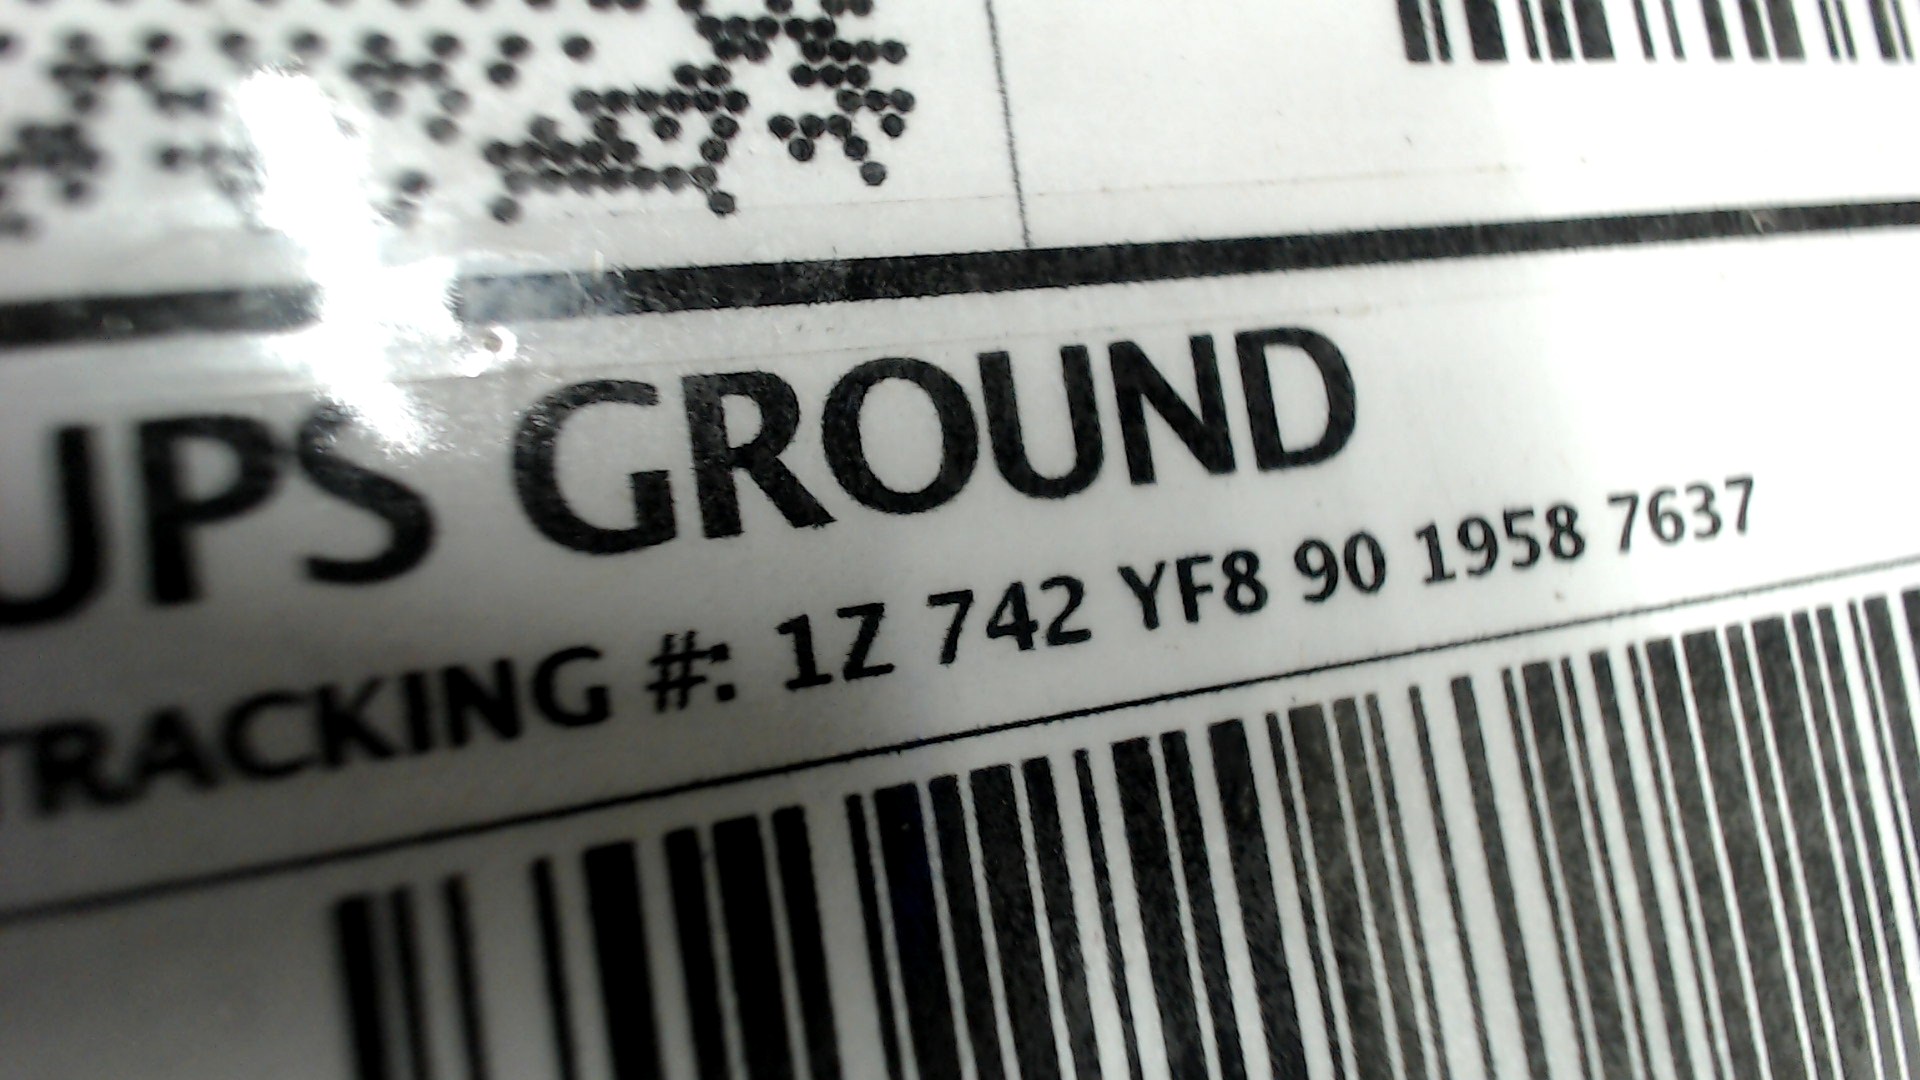 UPS GROUND
TRACKING #: 1Z 742 YF8 90 1958 7637